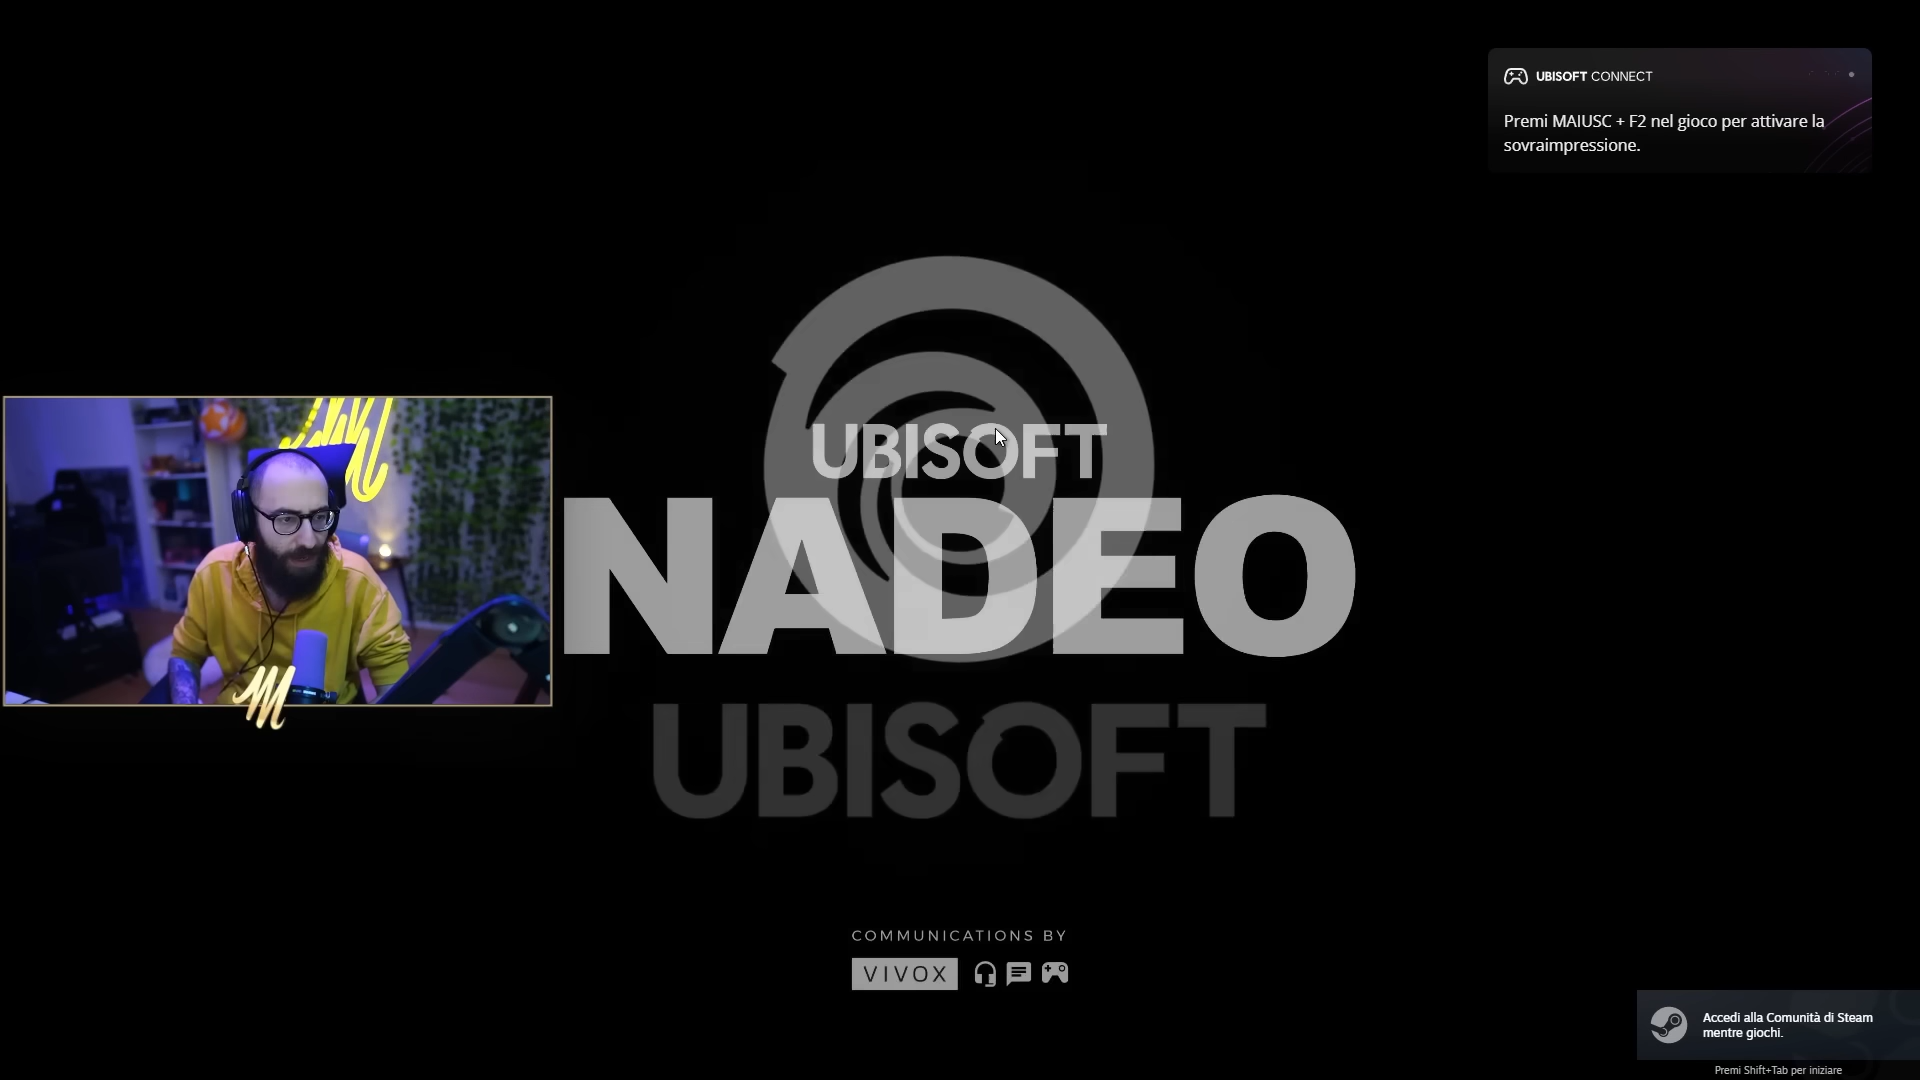 UBISOFT CONNECT
Premi MAIUSC + F2 nel gioco per attivare la
sovraimpressione.
UBISOFT
NADEO
UBISOFT
COMMUNICATIONS BY
VIVOX
Accedi alla Comunità di Steam
mentre giochi.
Premi Shift+Tab per iniziare